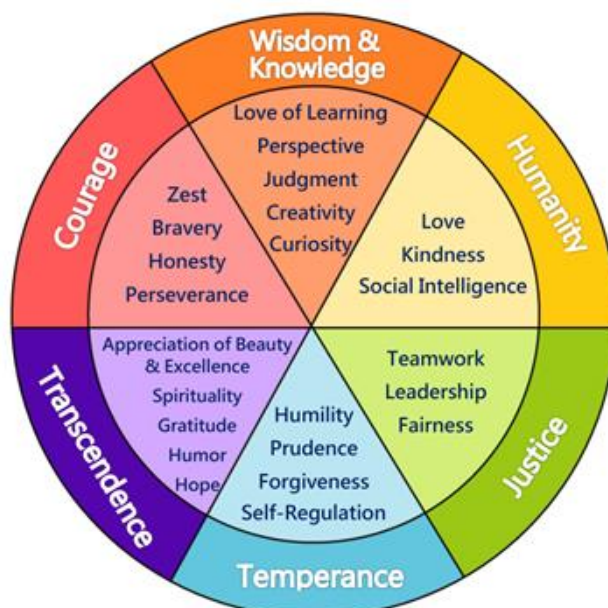 Wisdom &
Knowledge
Love of Learning
Perspective
Judgment
Creativity
Curiosity
Humanity
Love
Kindness
Social Intelligence
Justice
Teamwork
Leadership
Fairness
Temperance
Humility
Prudence
Forgiveness
Self-Regulation
Transcendence
Appreciation of Beauty
& Excellence
Spirituality
Gratitude
Humor
Hope
Courage
Zest
Bravery
Honesty
Perseverance